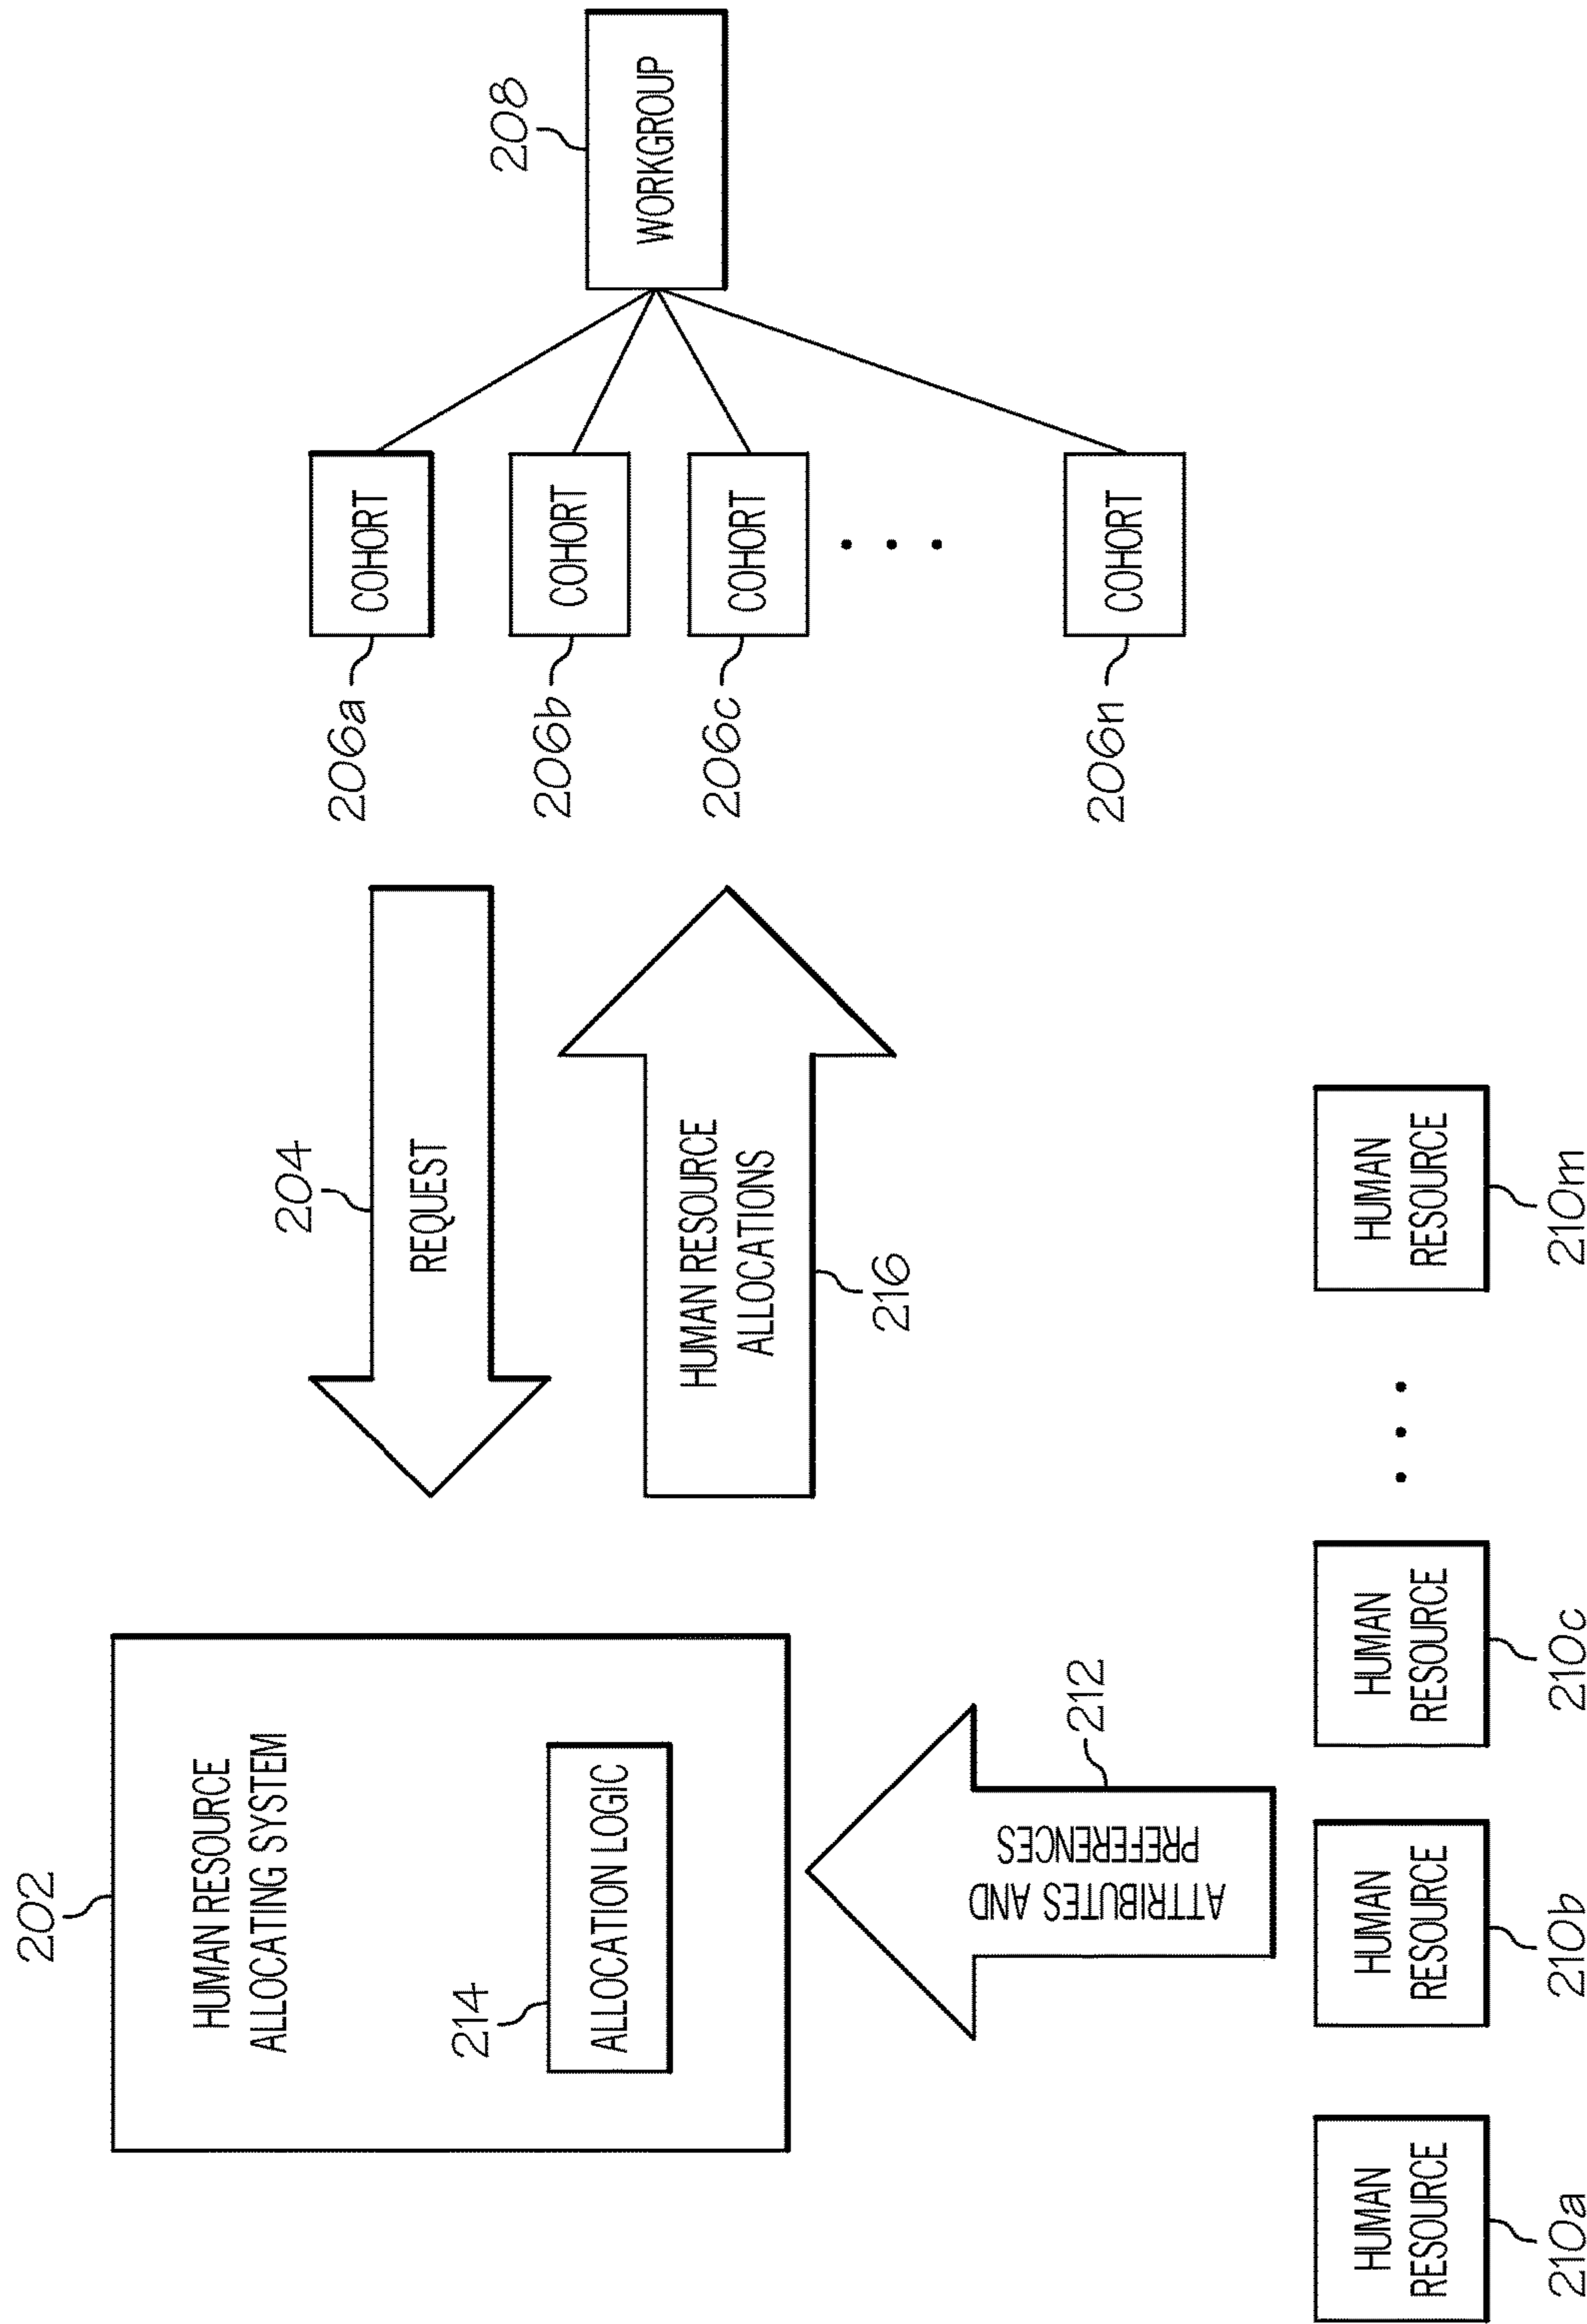 202
HUMAN RESOURCE
ALLOCATING SYSTEM
214
ALLOCATION LOGIC
204
REQUEST
HUMAN RESOURCE
ALLOCATIONS
216
206a
COHORT
206b
COHORT
206c
COHORT
206n
COHORT
208
WORKGROUP
ATTRIBUTES AND
PREFERENCES
212
HUMAN
RESOURCE
210a
HUMAN
RESOURCE
210b
HUMAN
RESOURCE
210c
HUMAN
RESOURCE
210m